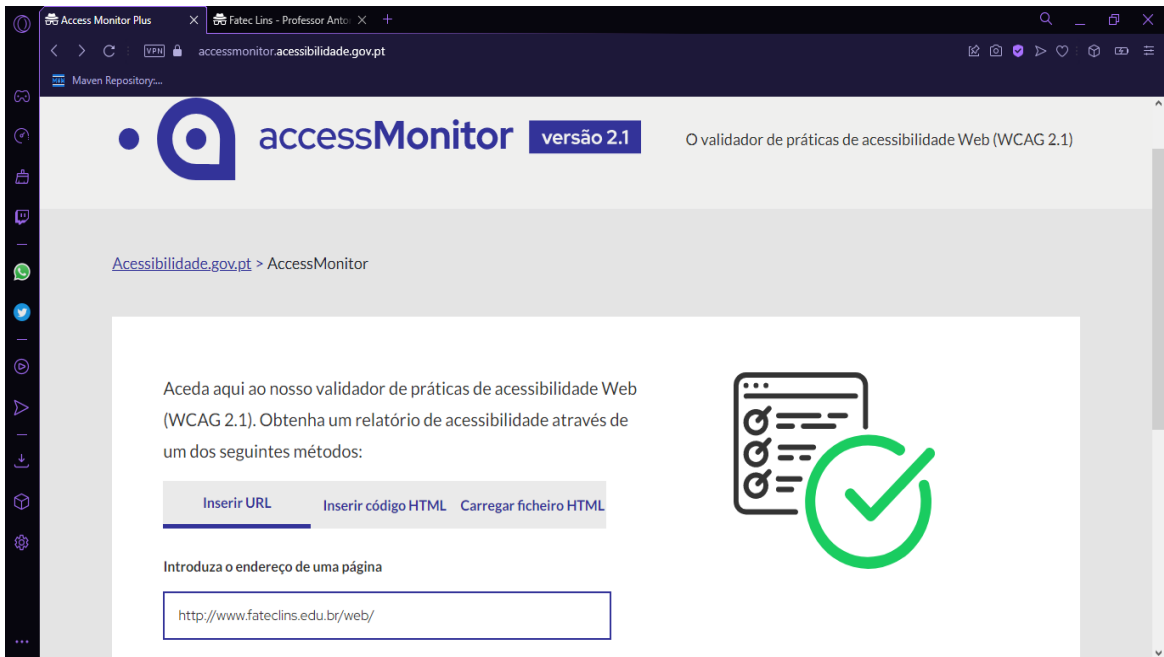 Access Monitor Plus
Fatec Lins - Professor Anto
VPN
accessmonitor.acessibilidade.gov.pt
Maven Repository:...
accessMonitor versão 2.1
O validador de práticas de acessibilidade Web (WCAG 2.1)
Acessibilidade.gov.pt > AccessMonitor
Aceda aqui ao nosso validador de práticas de acessibilidade Web
(WCAG 2.1). Obtenha um relatório de acessibilidade através de
um dos seguintes métodos:
Inserir URL
Inserir código HTML
Carregar ficheiro HTML
Introduza o endereço de uma página
http://www.fateclins.edu.br/web/